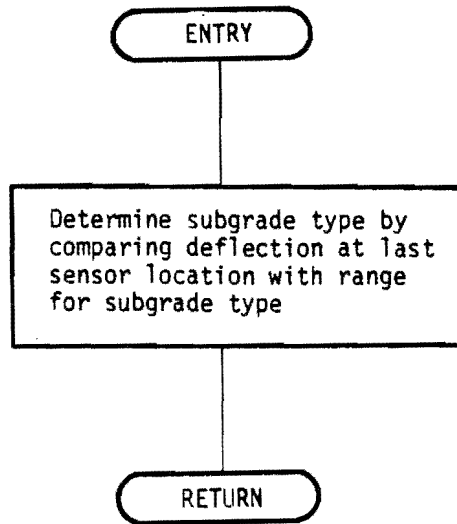 ENTRY
Determine subgrade type by
comparing deflection at last
sensor location with range
for subgrade type
RETURN